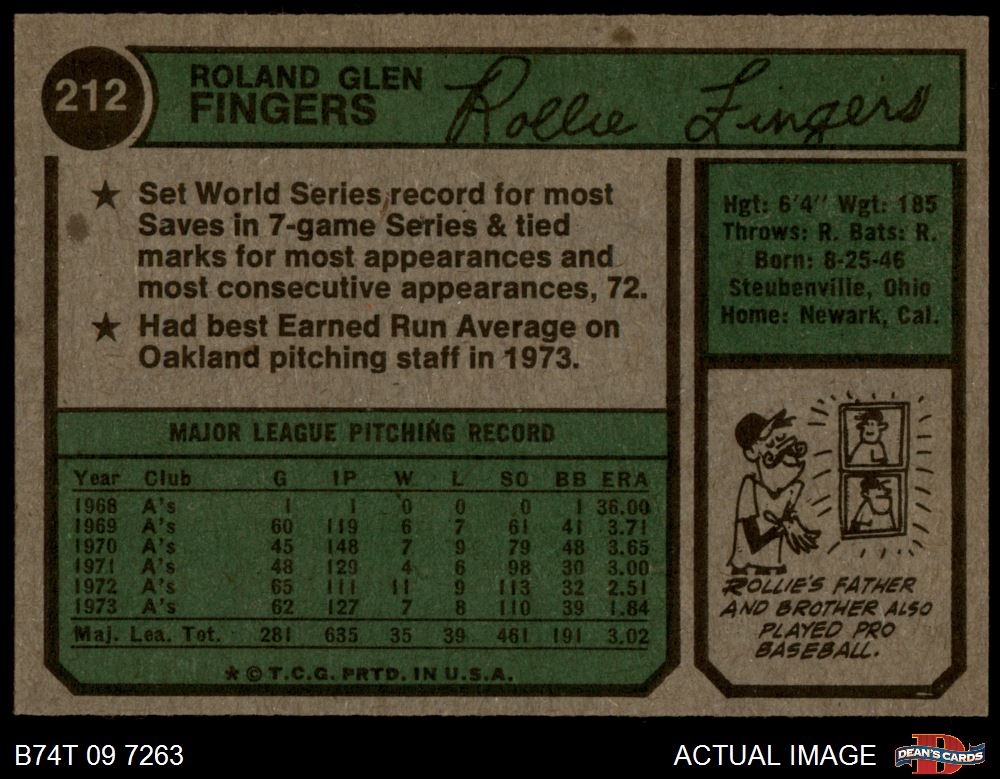 212
ROLAND GLEN
FINGERS
Rollie Fingers
★ Set World Series record for most
Saves in 7-game Series & tied
marks for most appearances and
most consecutive appearances, 72.
★ Had best Earned Run Average on
Oakland pitching staff in 1973.
Hgt: 6'4" Wgt: 185
Throws: R. Bats: R.
Born: 8-25-46
Steubenville, Ohio
Home: Newark, Cal.
MAJOR LEAGUE PITCHING RECORD
Year Club G IP W L SO BB ERA
1968 A's 1 1 0 0 0 1 36.00
1969 A's 60 119 6 7 61 41 3.71
1970 A's 45 148 7 9 79 48 3.65
1971 A's 48 129 4 6 98 30 3.00
1972 A's 65 111 11 9 113 32 2.51
1973 A's 62 127 7 8 110 39 1.84
Maj. Lea. Tot. 281 635 35 39 461 191 3.02
★ © T.C.G. PRTD. IN U.S.A.
ROLLIE'S FATHER
AND BROTHER ALSO
PLAYED PRO
BASEBALL.
B74T 09 7263
ACTUAL IMAGE
DEAN'S CARDS